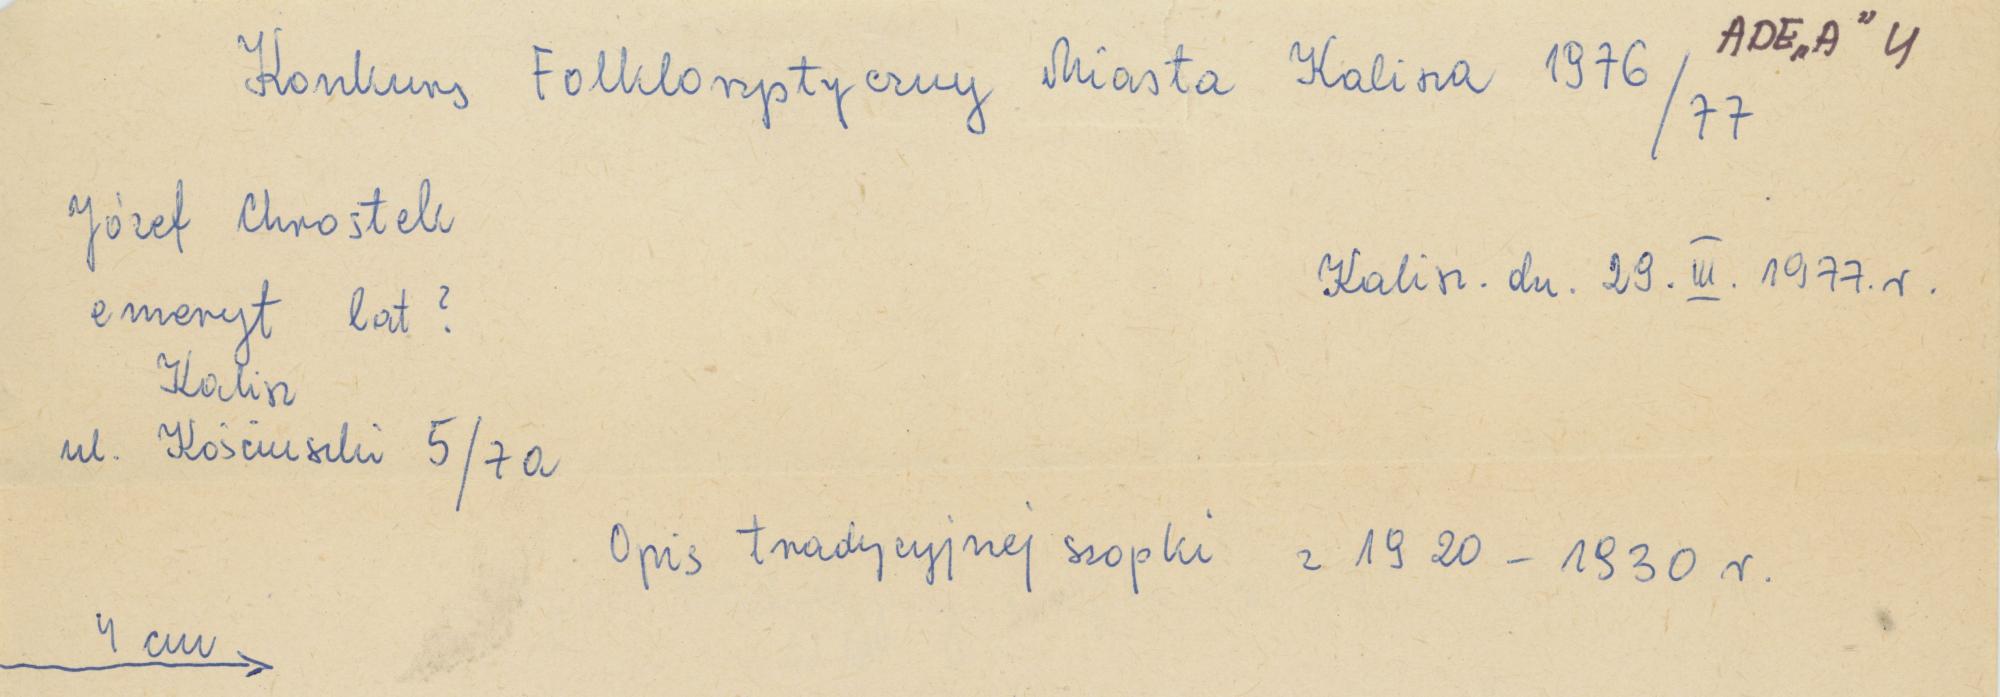 ADE „A” 4
Konkurs Folklorystyczny Miasta Kalisza 1976/77
Józef Chrostek
Kalisz. dn. 29. III. 1977. r.
emeryt lat?
Kalisz
ul. Kościuszki 5/7a
Opis tradycyjnej szopki z 1920 - 1930 r.
4 cm